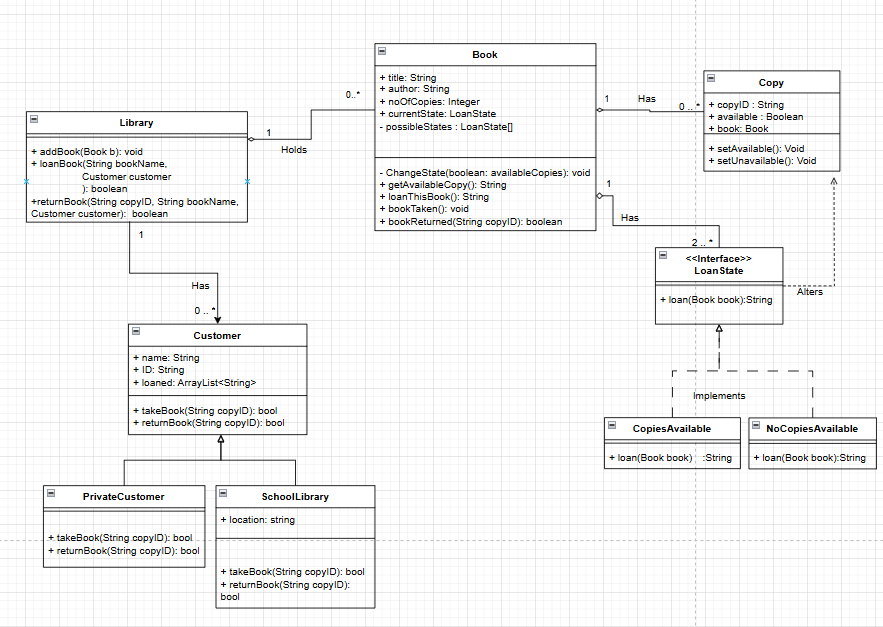 Book
+ title: String
+ author: String
+ noOfCopies: Integer
+ currentState: LoanState
- possibleStates : LoanState[]
- ChangeState(boolean: availableCopies): void
+ getAvailableCopy(): String
+ loanThisBook(): String
+ bookTaken(): void
+ bookReturned(String copyID): boolean
Copy
+ copyID : String
+ available : Boolean
+ book: Book
+ setAvailable(): Void
+ setUnavailable(): Void
1
Has
0 .. *
Library
+ addBook(Book b): void
+ loanBook(String bookName,
Customer customer
): boolean
+returnBook(String copyID, String bookName,
Customer customer): boolean
0..*
1
Holds
1
Has
2 .. *
<<Interface>>
LoanState
+ loan(Book book):String
Alters
1
Has
0 .. *
Customer
+ name: String
+ ID: String
+ loaned: ArrayList<String>
+ takeBook(String copyID): bool
+ returnBook(String copyID): bool
Implements
CopiesAvailable
+ loan(Book book) :String
NoCopiesAvailable
+ loan(Book book):String
PrivateCustomer
+ takeBook(String copyID): bool
+ returnBook(String copyID): bool
SchoolLibrary
+ location: string
+ takeBook(String copyID): bool
+ returnBook(String copyID):
bool